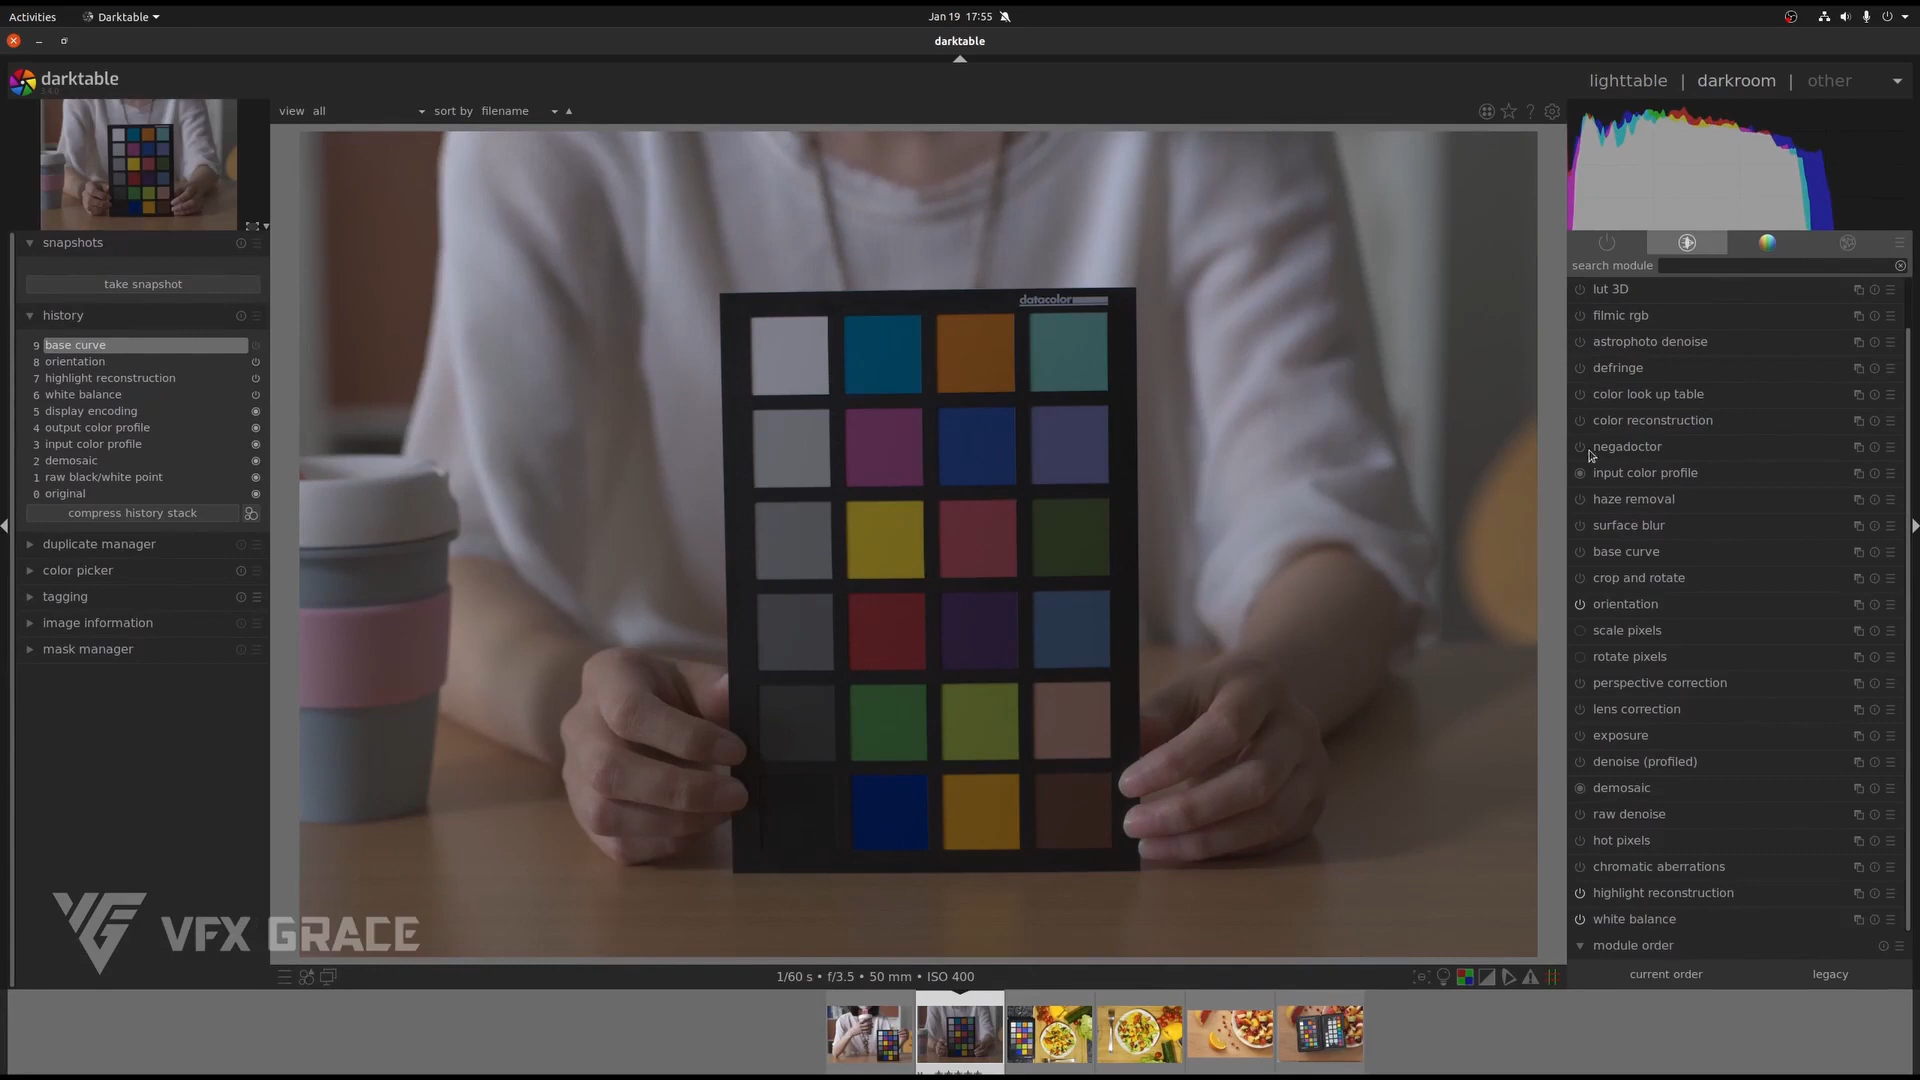 Activities
Darktable
Jan 19 17:55
darktable
darktable
3.4.0
lighttable | darkroom | other
view all
sort by filename
snapshots
take snapshot
history
9 base curve
8 orientation
7 highlight reconstruction
6 white balance
5 display encoding
4 output color profile
3 input color profile
2 demosaic
1 raw black/white point
0 original
compress history stack
duplicate manager
color picker
tagging
image information
mask manager
datacolor
VFX GRACE
1/60 s • f/3.5 • 50 mm • ISO 400
search module
lut 3D
filmic rgb
astrophoto denoise
defringe
color look up table
color reconstruction
negadoctor
input color profile
haze removal
surface blur
base curve
crop and rotate
orientation
scale pixels
rotate pixels
perspective correction
lens correction
exposure
denoise (profiled)
demosaic
raw denoise
hot pixels
chromatic aberrations
highlight reconstruction
white balance
module order
current order
legacy